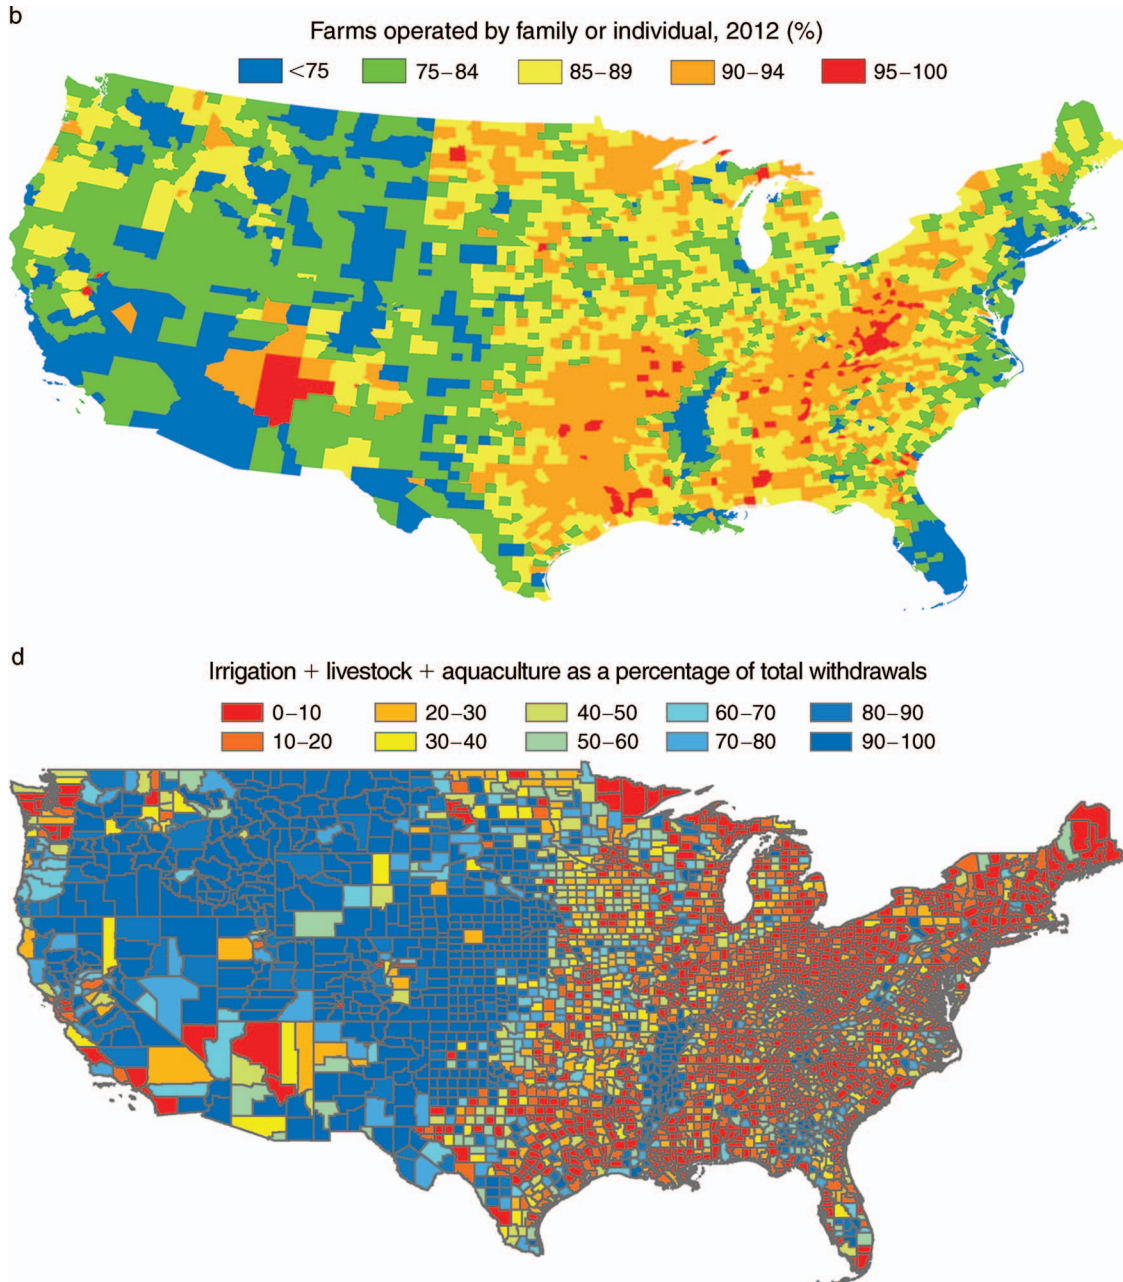 b
Farms operated by family or individual, 2012 (%)
<75 75–84 85–89 90–94 95–100
d
Irrigation + livestock + aquaculture as a percentage of total withdrawals
0–10 20–30 40–50 60–70 80–90
10–20 30–40 50–60 70–80 90–100